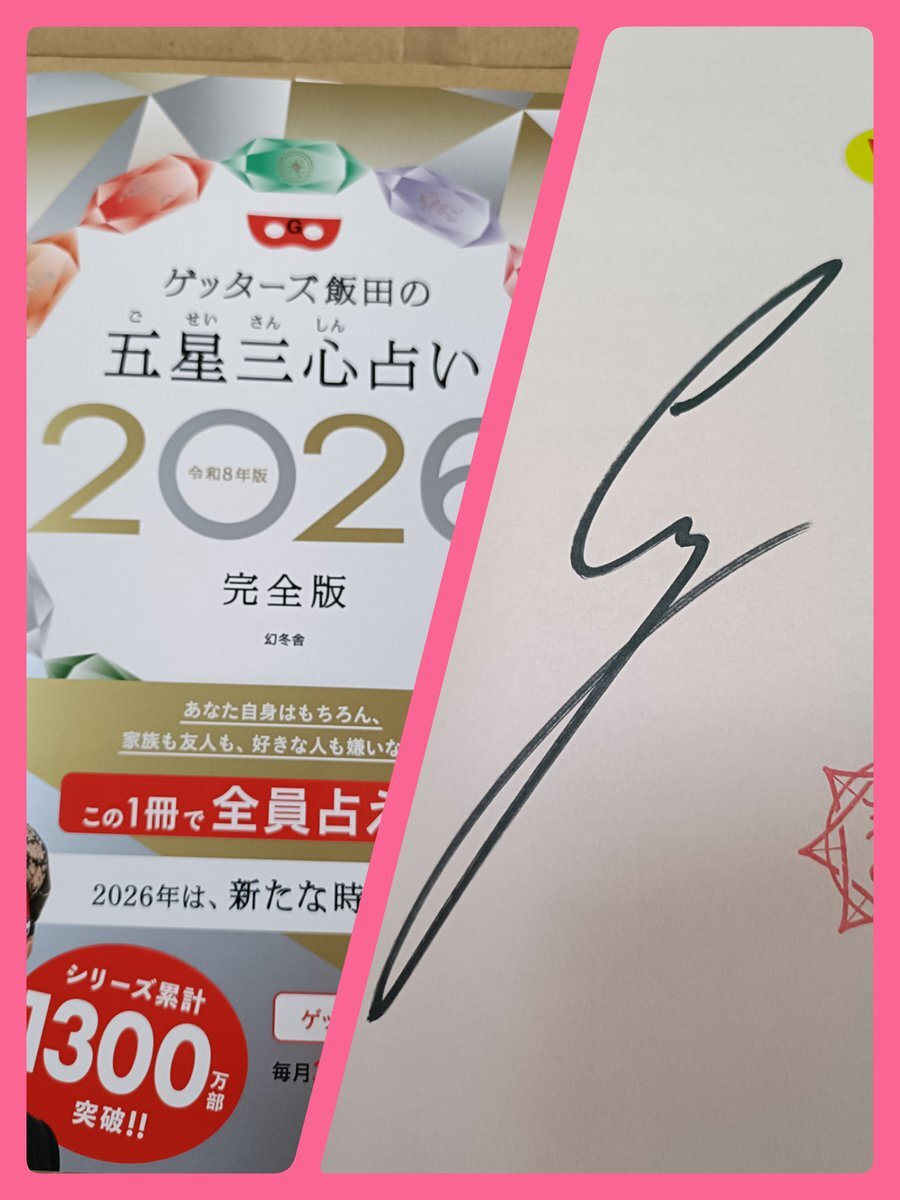 G
ゲッターズ飯田の
ご せい さん しん
五星三心占い
2026
令和8年版
完全版
幻冬舎
あなた自身はもちろん、
家族も友人も、好きな人も嫌いな
この1冊で全員占え
2026年は、新たな時
シリーズ累計
1300万部
突破!!
ゲッ
毎月